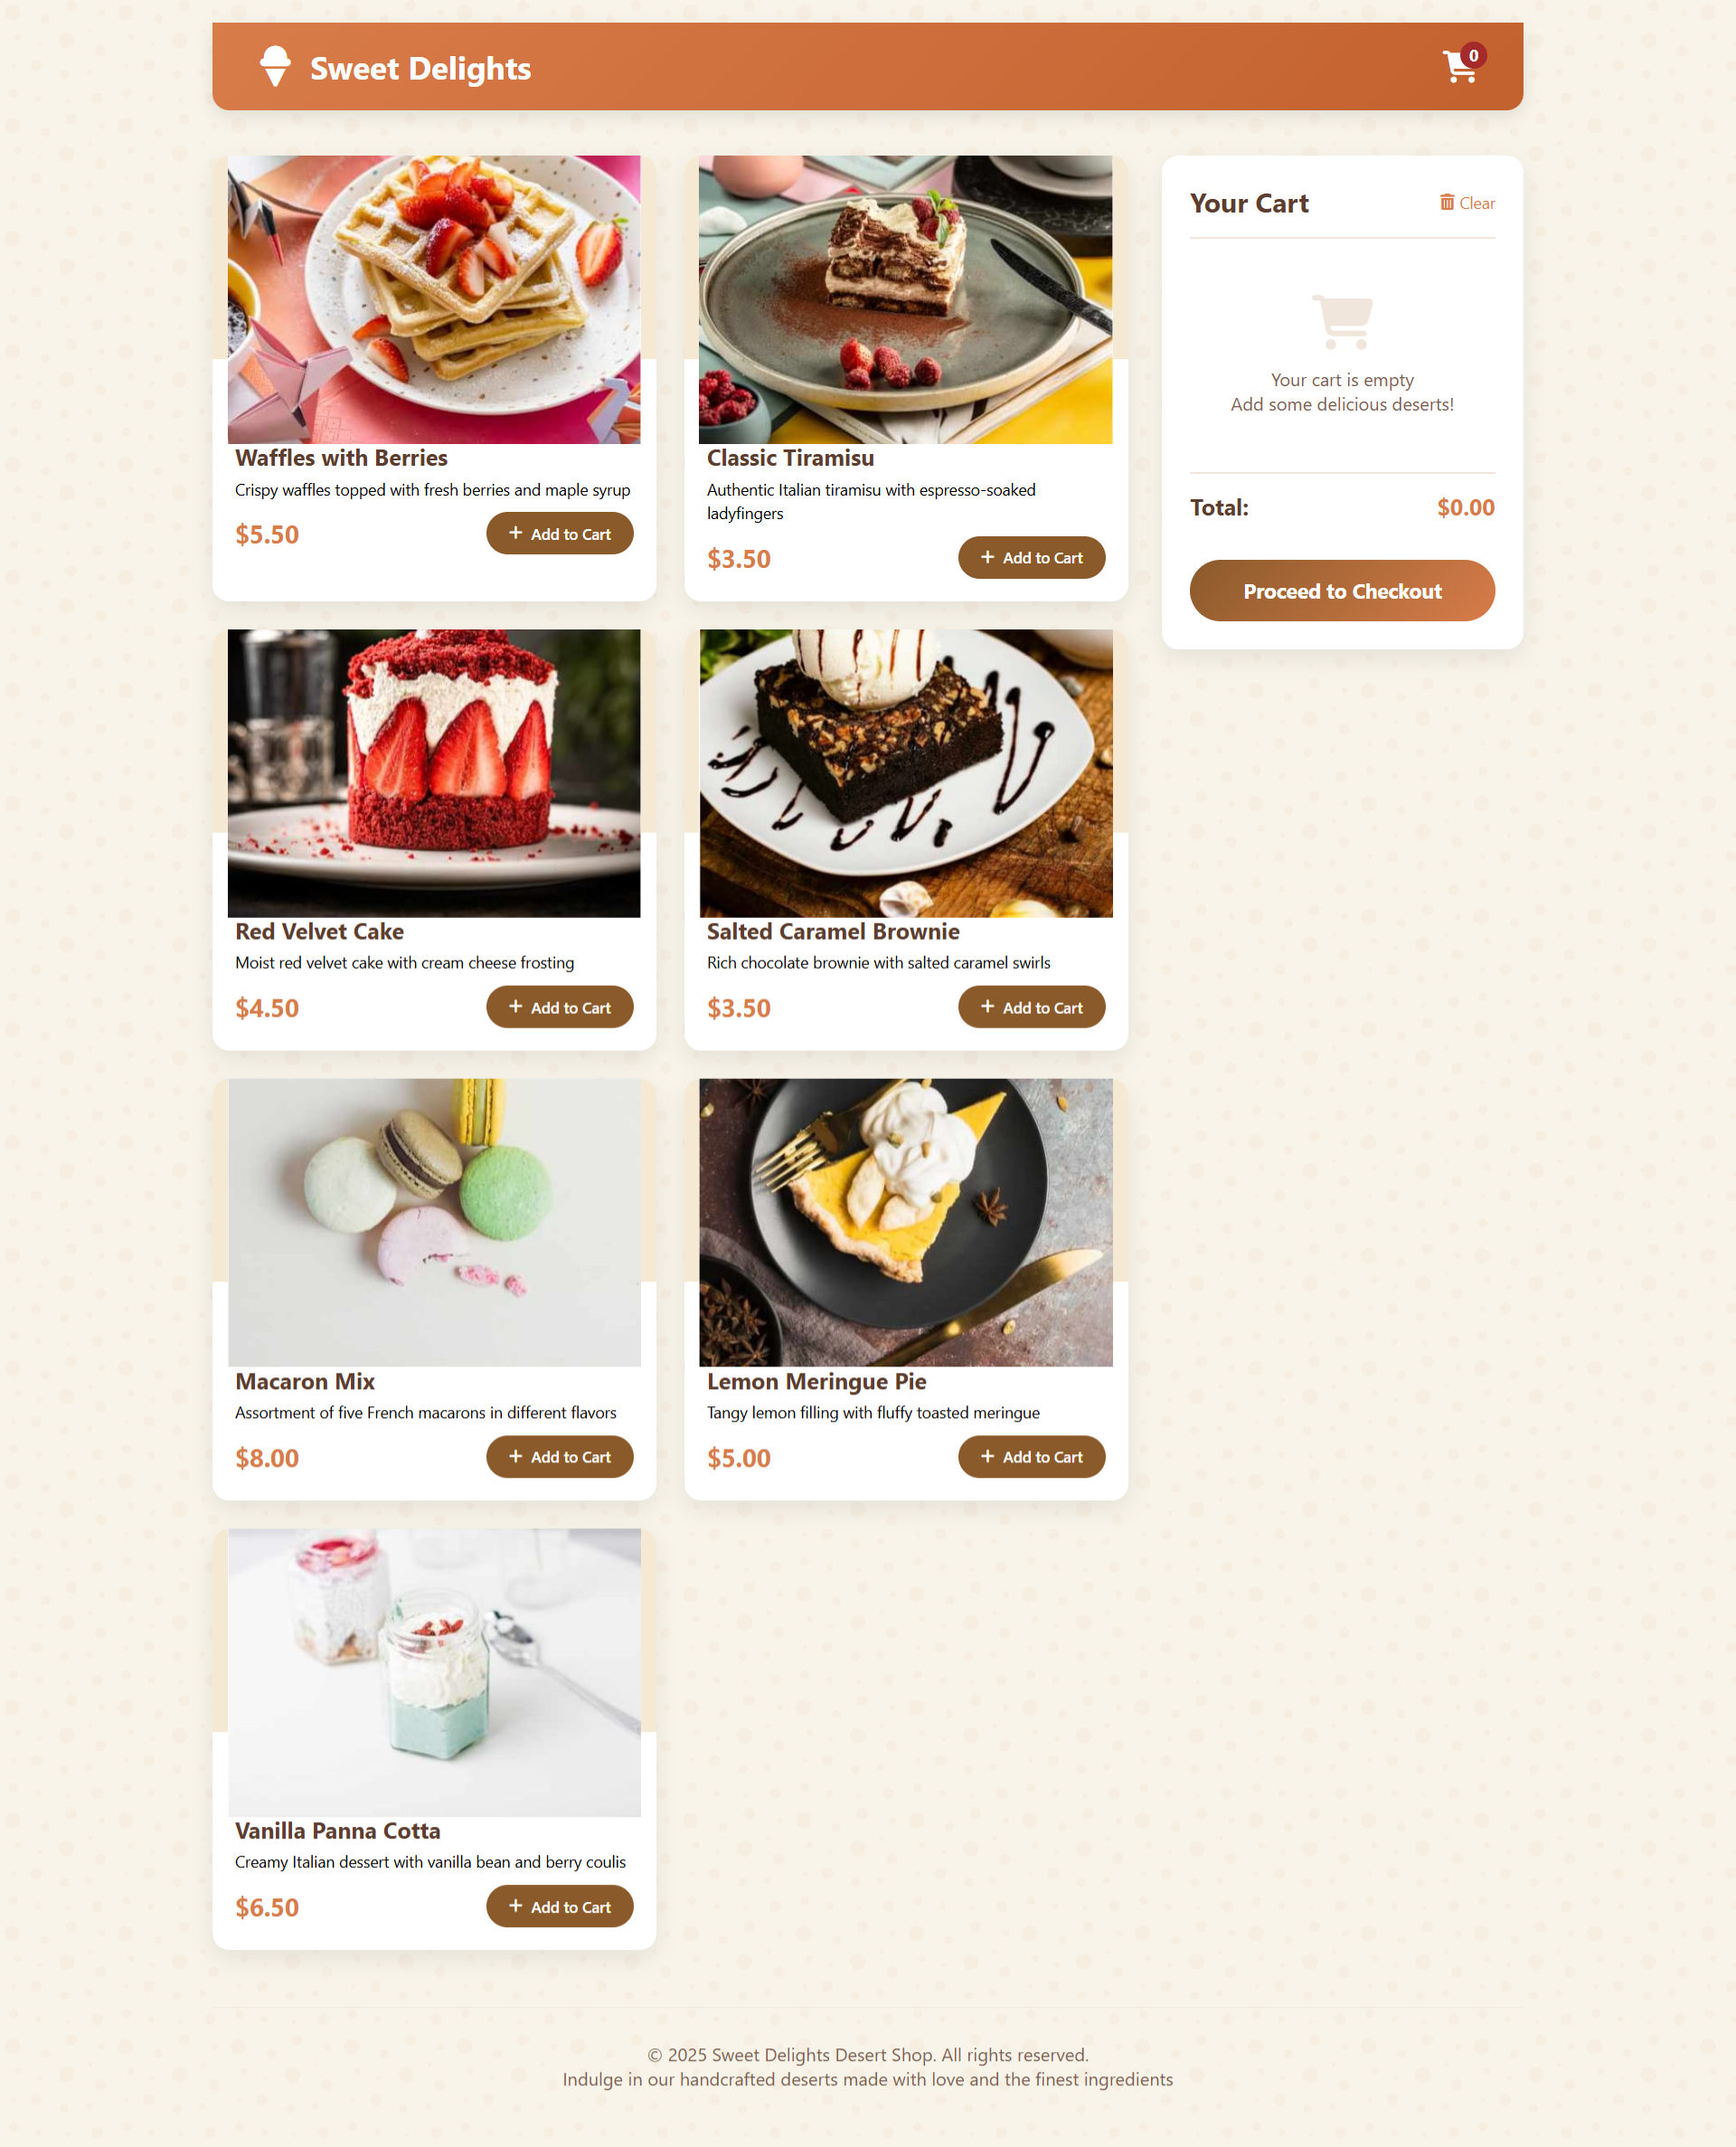 Sweet Delights
0
Waffles with Berries
Crispy waffles topped with fresh berries and maple syrup
$5.50
+ Add to Cart
Classic Tiramisu
Authentic Italian tiramisu with espresso-soaked
ladyfingers
$3.50
+ Add to Cart
Red Velvet Cake
Moist red velvet cake with cream cheese frosting
$4.50
+ Add to Cart
Salted Caramel Brownie
Rich chocolate brownie with salted caramel swirls
$3.50
+ Add to Cart
Macaron Mix
Assortment of five French macarons in different flavors
$8.00
+ Add to Cart
Lemon Meringue Pie
Tangy lemon filling with fluffy toasted meringue
$5.00
+ Add to Cart
Vanilla Panna Cotta
Creamy Italian dessert with vanilla bean and berry coulis
$6.50
+ Add to Cart
Your Cart
Clear
Your cart is empty
Add some delicious deserts!
Total:
$0.00
Proceed to Checkout
© 2025 Sweet Delights Desert Shop. All rights reserved.
Indulge in our handcrafted deserts made with love and the finest ingredients